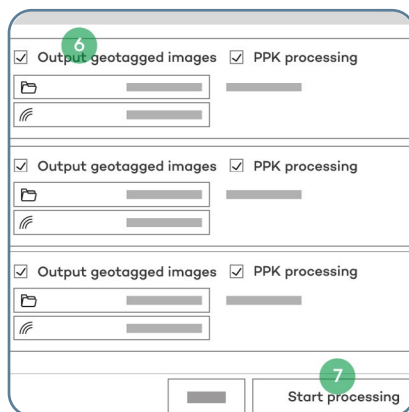 6
Output geotagged images PPK processing
Output geotagged images PPK processing
Output geotagged images PPK processing
7
Start processing